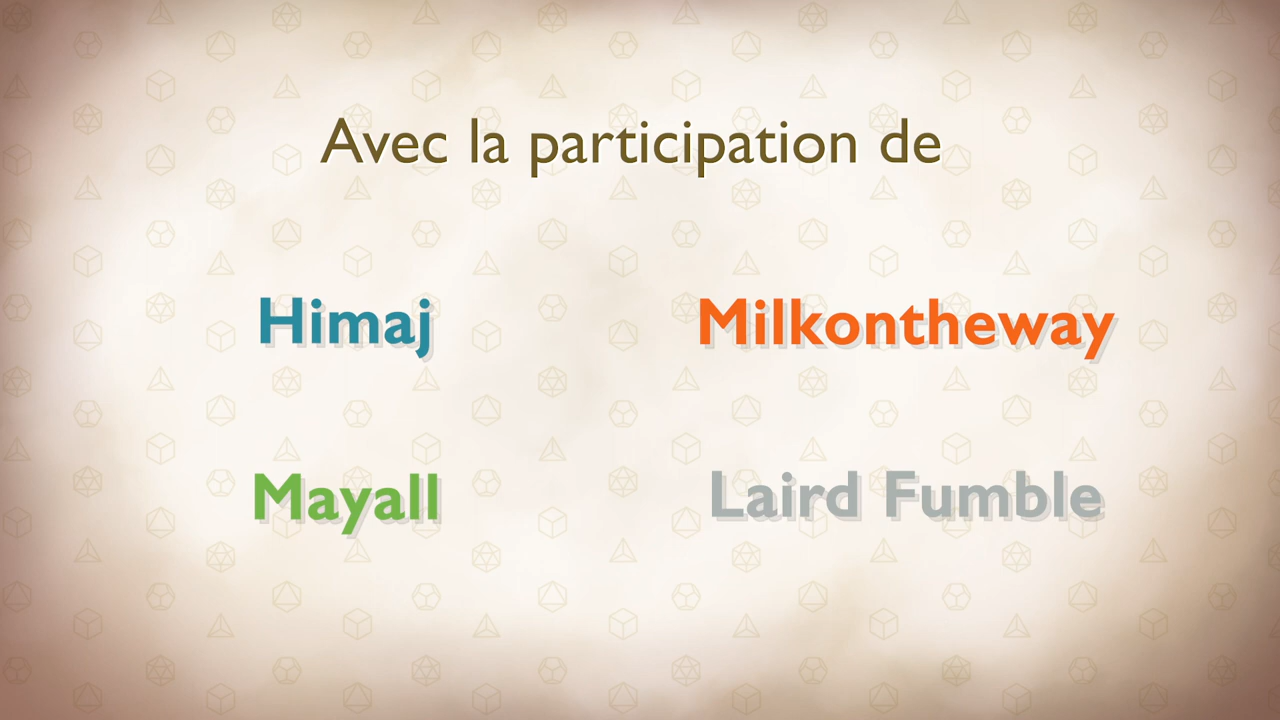 Avec la participation de
Himaj
Milkontheway
Mayall
Laird Fumble